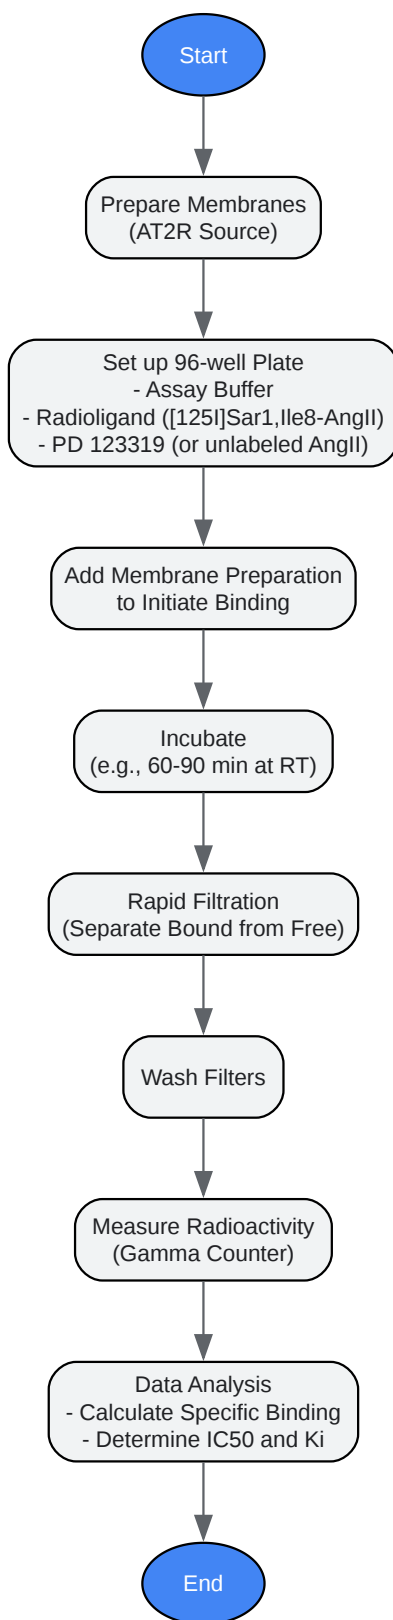 Start
Prepare Membranes
(AT2R Source)
Set up 96-well Plate
- Assay Buffer
- Radioligand ([125I]Sar1,Ile8-AngII)
- PD 123319 (or unlabeled AngII)
Add Membrane Preparation
to Initiate Binding
Incubate
(e.g., 60-90 min at RT)
Rapid Filtration
(Separate Bound from Free)
Wash Filters
Measure Radioactivity
(Gamma Counter)
Data Analysis
- Calculate Specific Binding
- Determine IC50 and Ki
End